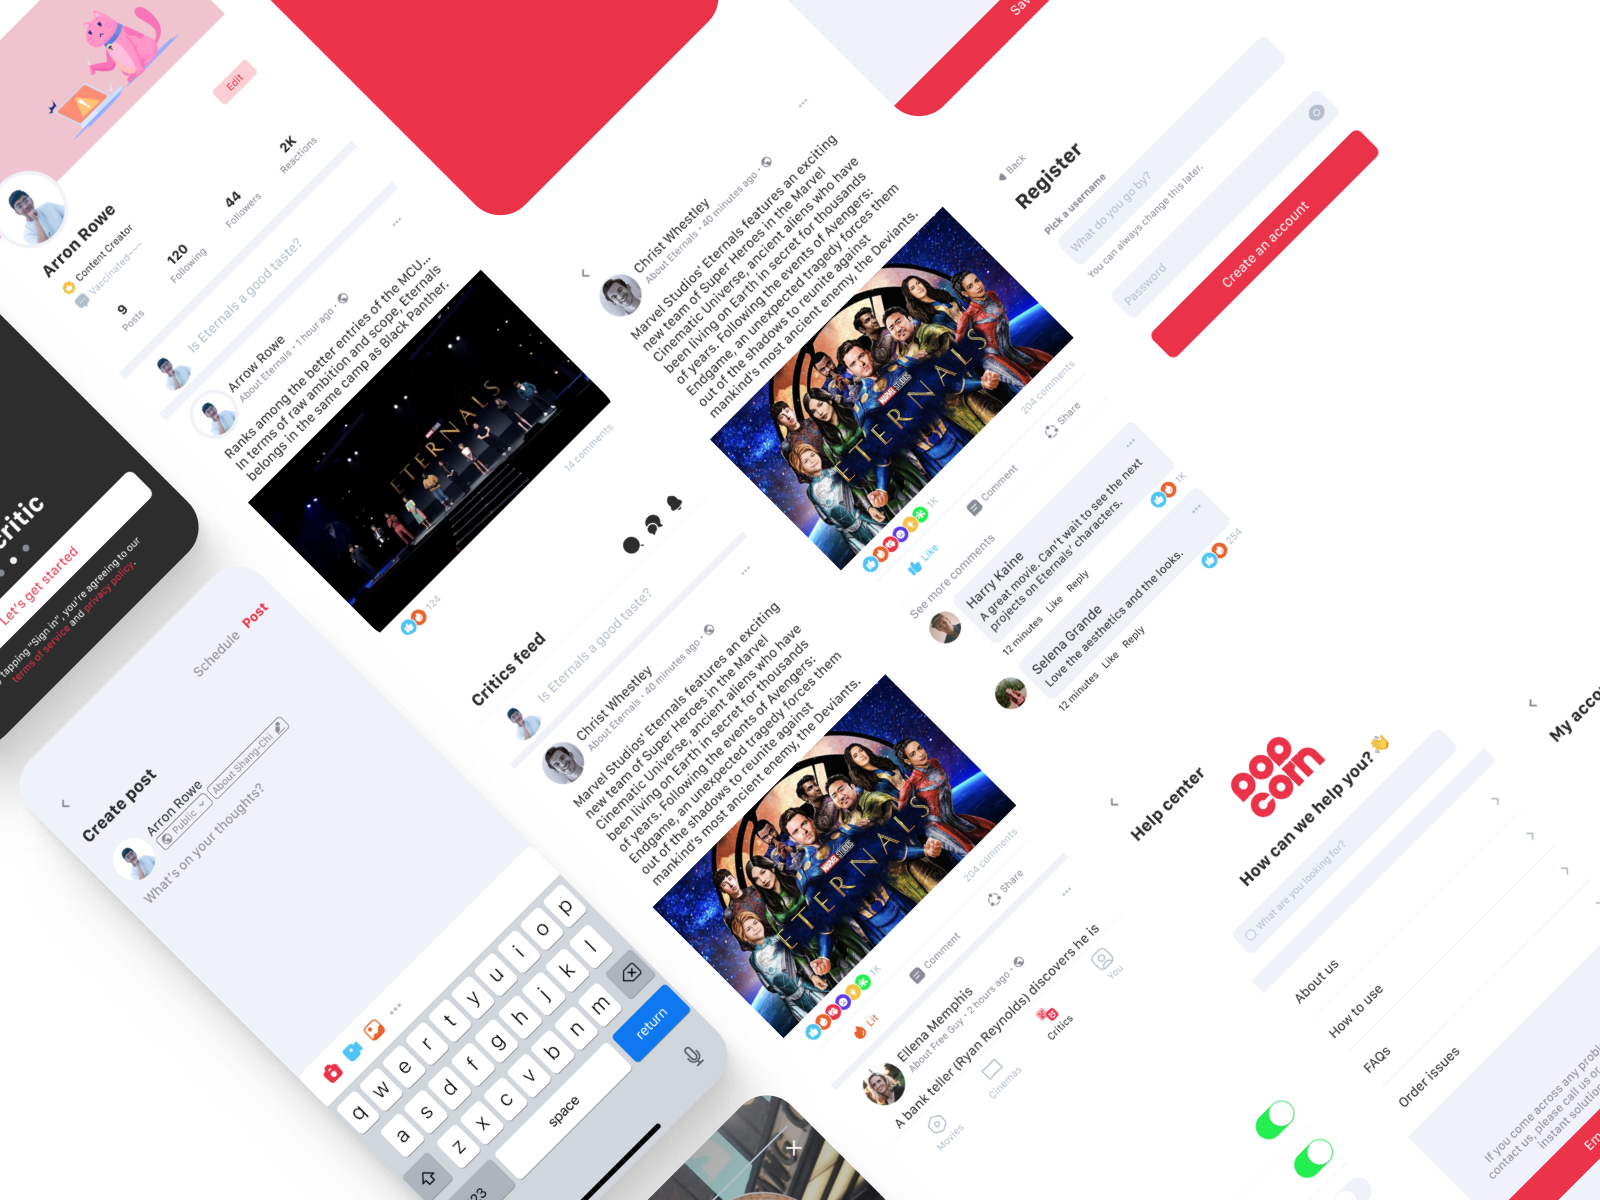 Edit
Arron Rowe
Content Creator
Vaccinated~~~
9
Posts
120
Following
44
Followers
2K
Reactions
Is Eternals a good taste?
Arrow Rowe
About Eternals • 1 hour ago •
Ranks among the better entries of the MCU...
In terms of raw ambition and scope, Eternals
belongs in the same camp as Black Panther.
MARVEL STUDIOS
ETERNALS
124
14 comments
critic
Let's get started
tapping "Sign in", you're agreeing to our
terms of service and privacy policy.
Create post
Schedule
Post
Arron Rowe
Public
About Shang-Chi
What's on your thoughts?
q w e r t y u i o p
a s d f g h j k l
z x c v b n m
123
space
return
Critics feed
Is Eternals a good taste?
Christ Whestley
About Eternals • 40 minutes ago •
Marvel Studios' Eternals features an exciting
new team of Super Heroes in the Marvel
Cinematic Universe, ancient aliens who have
been living on Earth in secret for thousands
of years. Following the events of Avengers:
Endgame, an unexpected tragedy forces them
out of the shadows to reunite against
mankind's most ancient enemy, the Deviants.
MARVEL STUDIOS
ETERNALS
1K
204 comments
Lit
Comment
Share
Ellena Memphis
About Free Guy • 2 hours ago •
A bank teller (Ryan Reynolds) discovers he is
Movies
Cinemas
Critics
You
Christ Whestley
About Eternals • 40 minutes ago •
Marvel Studios' Eternals features an exciting
new team of Super Heroes in the Marvel
Cinematic Universe, ancient aliens who have
been living on Earth in secret for thousands
of years. Following the events of Avengers:
Endgame, an unexpected tragedy forces them
out of the shadows to reunite against
mankind's most ancient enemy, the Deviants.
MARVEL STUDIOS
ETERNALS
1K
204 comments
Like
Comment
Share
See more comments
Harry Kaine
A great movie. Can't wait to see the next
projects on Eternals' characters.
12 minutes Like Reply
1K
Selena Grande
Love the aesthetics and the looks.
12 minutes Like Reply
254
Back
Register
Pick a username
What do you go by?
You can always change this later.
Password
Create an account
Help center
popcorn
How can we help you? 👋
What are you looking for?
About us
How to use
FAQs
Order issues
If you come across any
contact us, please call us or
instant
My